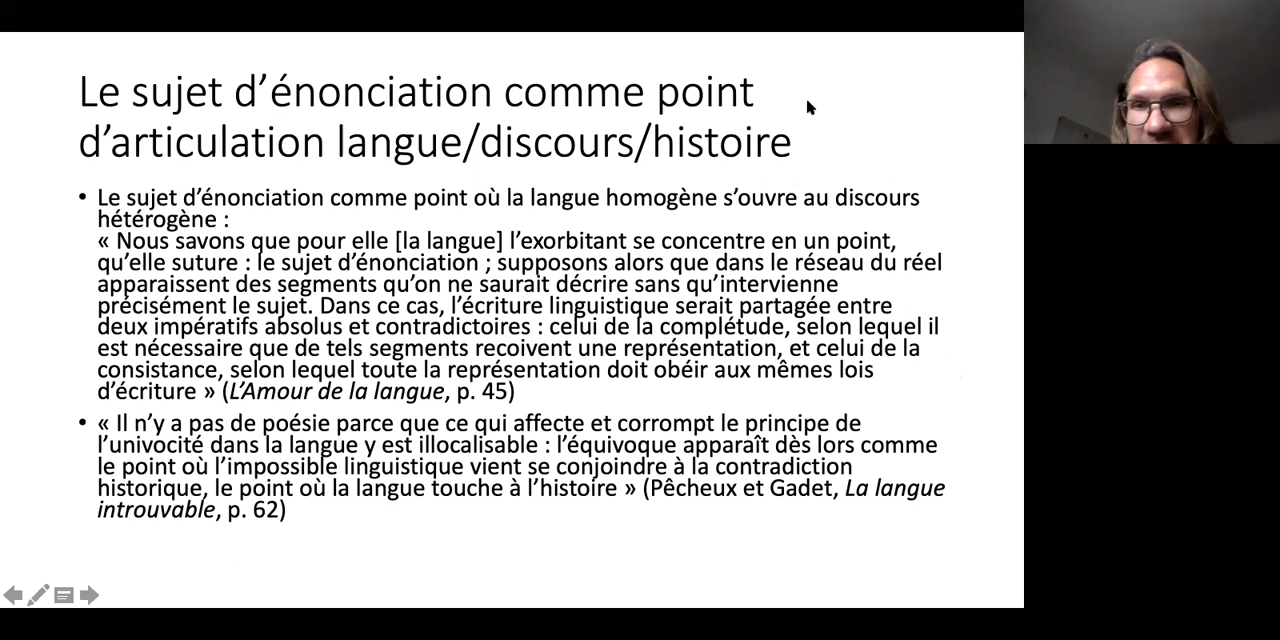 Le sujet d’énonciation comme point
d’articulation langue/discours/histoire
• Le sujet d’énonciation comme point où la langue homogène s’ouvre au discours
hétérogène :
« Nous savons que pour elle [la langue] l’exorbitant se concentre en un point,
qu’elle suture : le sujet d’énonciation ; supposons alors que dans le réseau du réel
apparaissent des segments qu’on ne saurait décrire sans qu’intervienne
précisément le sujet. Dans ce cas, l’écriture linguistique serait partagée entre
deux impératifs absolus et contradictoires : celui de la complétude, selon lequel il
est nécessaire que de tels segments recoivent une représentation, et celui de la
consistance, selon lequel toute la représentation doit obéir aux mêmes lois
d’écriture » (L’Amour de la langue, p. 45)
• « Il n’y a pas de poésie parce que ce qui affecte et corrompt le principe de
l’univocité dans la langue y est illocalisable : l’équivoque apparaît dès lors comme
le point où l’impossible linguistique vient se conjoindre à la contradiction
historique, le point où la langue touche à l’histoire » (Pêcheux et Gadet, La langue
introuvable, p. 62)